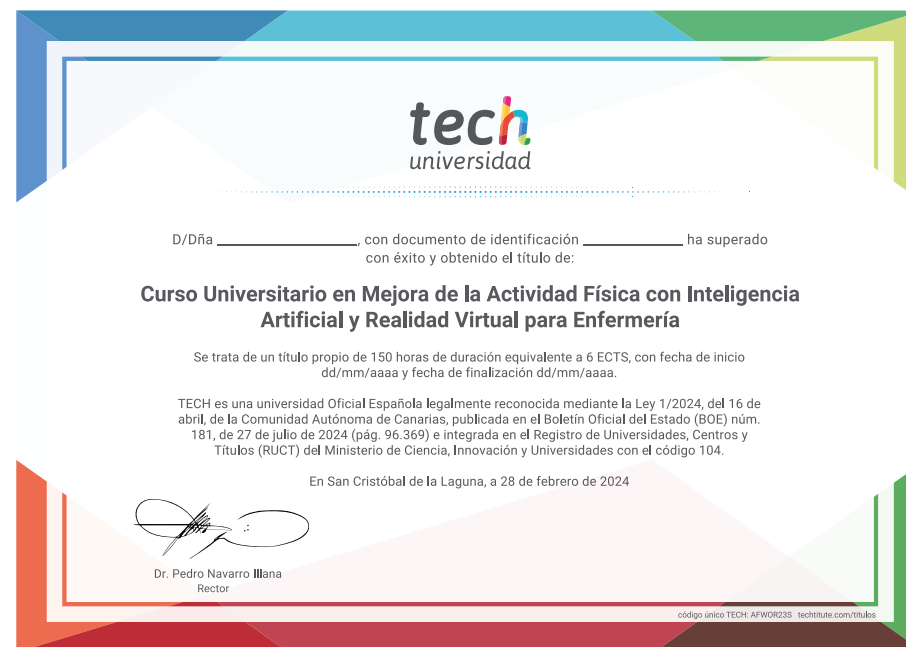 tech
universidad
D/Dña ____________________, con documento de identificación ______________ ha superado
con éxito y obtenido el título de:
Curso Universitario en Mejora de la Actividad Física con Inteligencia
Artificial y Realidad Virtual para Enfermería
Se trata de un título propio de 150 horas de duración equivalente a 6 ECTS, con fecha de inicio
dd/mm/aaaa y fecha de finalización dd/mm/aaaa.
TECH es una universidad Oficial Española legalmente reconocida mediante la Ley 1/2024, del 16 de
abril, de la Comunidad Autónoma de Canarias, publicada en el Boletín Oficial del Estado (BOE) núm.
181, de 27 de julio de 2024 (pág. 96.369) e integrada en el Registro de Universidades, Centros y
Títulos (RUCT) del Ministerio de Ciencia, Innovación y Universidades con el código 104.
En San Cristóbal de la Laguna, a 28 de febrero de 2024
Dr. Pedro Navarro Illana
Rector
código único TECH: AFWOR23S techtitute.com/titulos